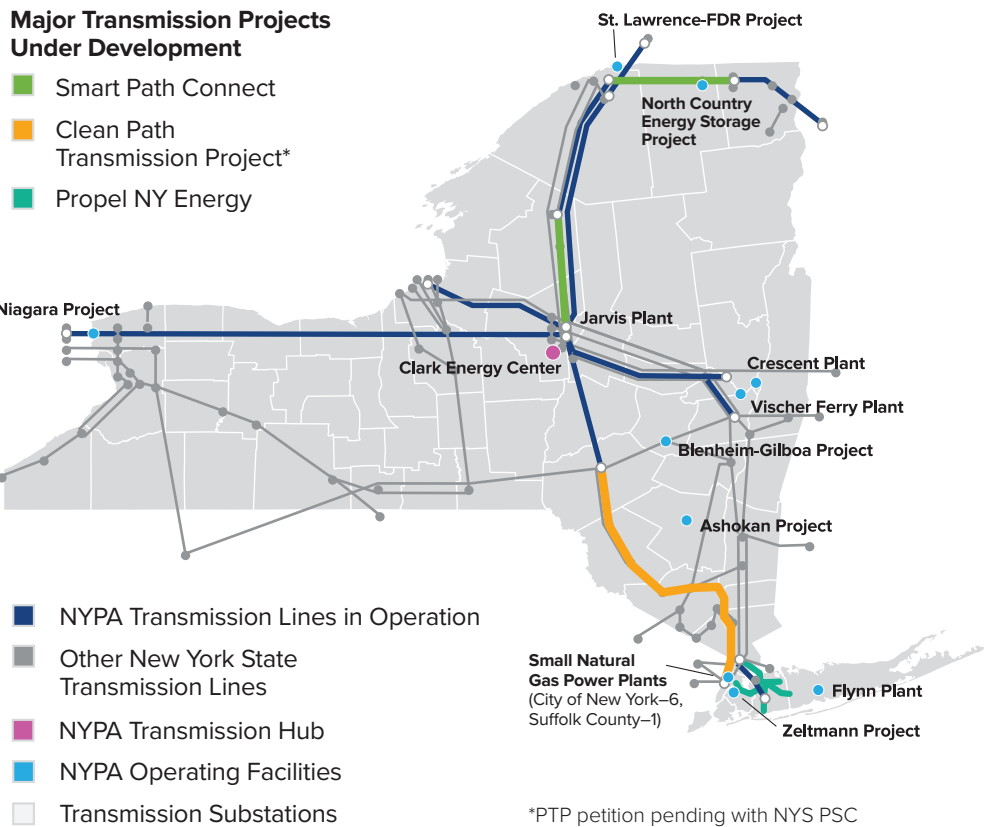 Major Transmission Projects
Under Development
Smart Path Connect
Clean Path
Transmission Project*
Propel NY Energy
St. Lawrence-FDR Project
North Country
Energy Storage
Project
Niagara Project
Jarvis Plant
Clark Energy Center
Crescent Plant
Vischer Ferry Plant
Blenheim-Gilboa Project
Ashokan Project
Small Natural
Gas Power Plants
(City of New York–6,
Suffolk County–1)
Flynn Plant
Zeltmann Project
NYPA Transmission Lines in Operation
Other New York State
Transmission Lines
NYPA Transmission Hub
NYPA Operating Facilities
Transmission Substations
*PTP petition pending with NYS PSC